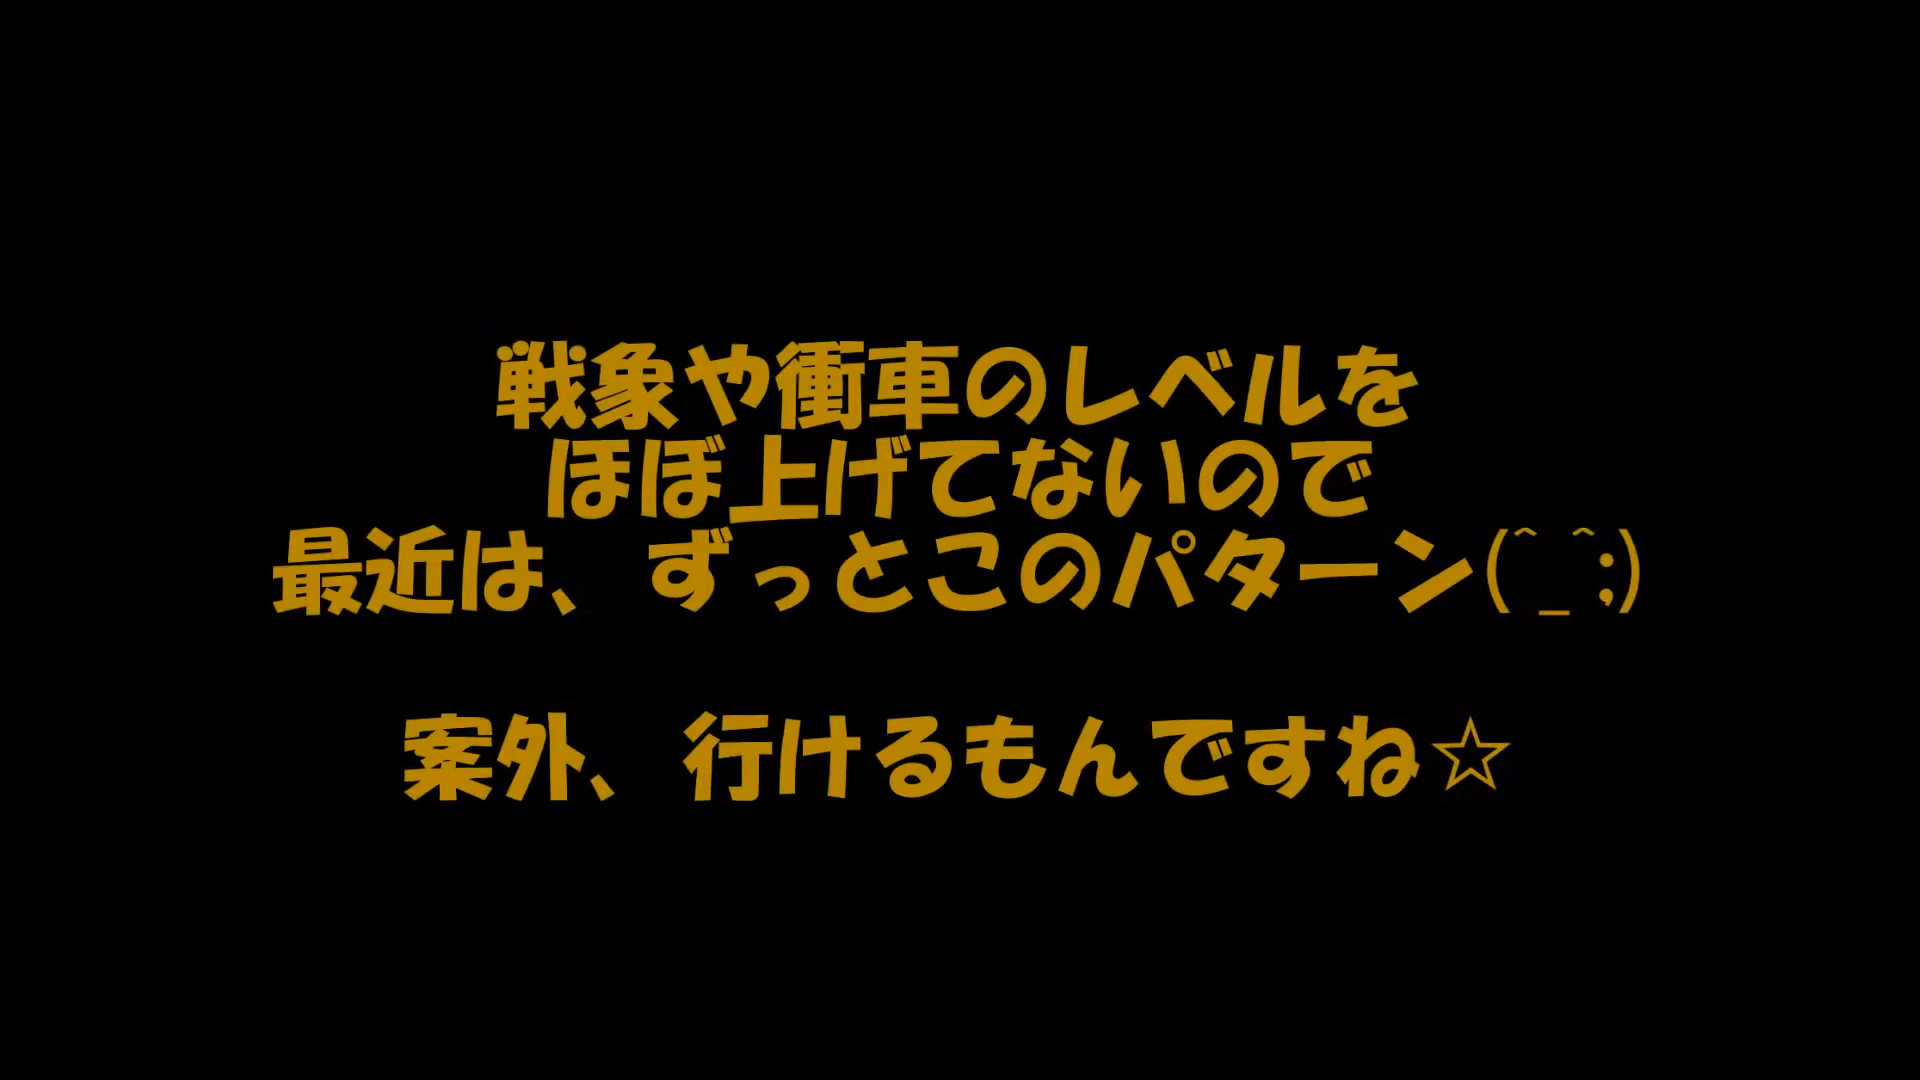 戦象や衝車のレベルを
ほぼ上げてないので
最近は、ずっとこのパターン(^_^;)
案外、行けるもんですね☆